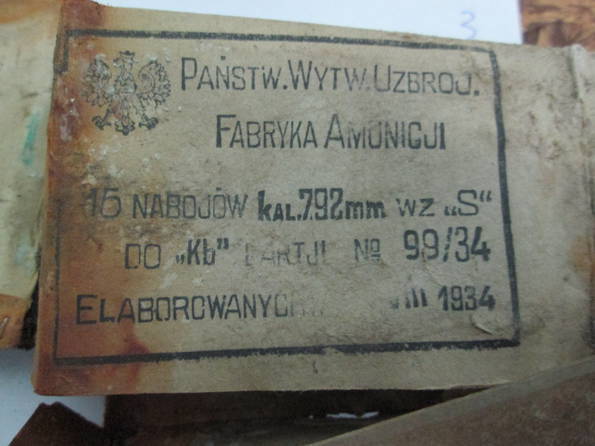 3
PAŃSTW. WYTW. UZBROJ.
FABRYKA AMUNICJI
15 NABOJÓW kAL.7.92mm WZ „S“
DO „Kb“ PARTJI № 99/34
ELABOROWANYCH VIII 1934